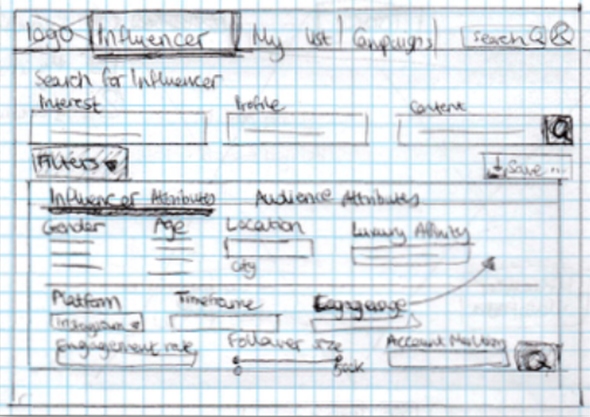 logo Influencer My list Campaigns Search
Search for Influencer
Interest Profile Content
Filters Save ...
Influencer Attributes Audience Attributes
Gender Age Location Luxury Affinity
City
Platform Timeframe Language
Instagram
Engagement rate Follower size Account Mention